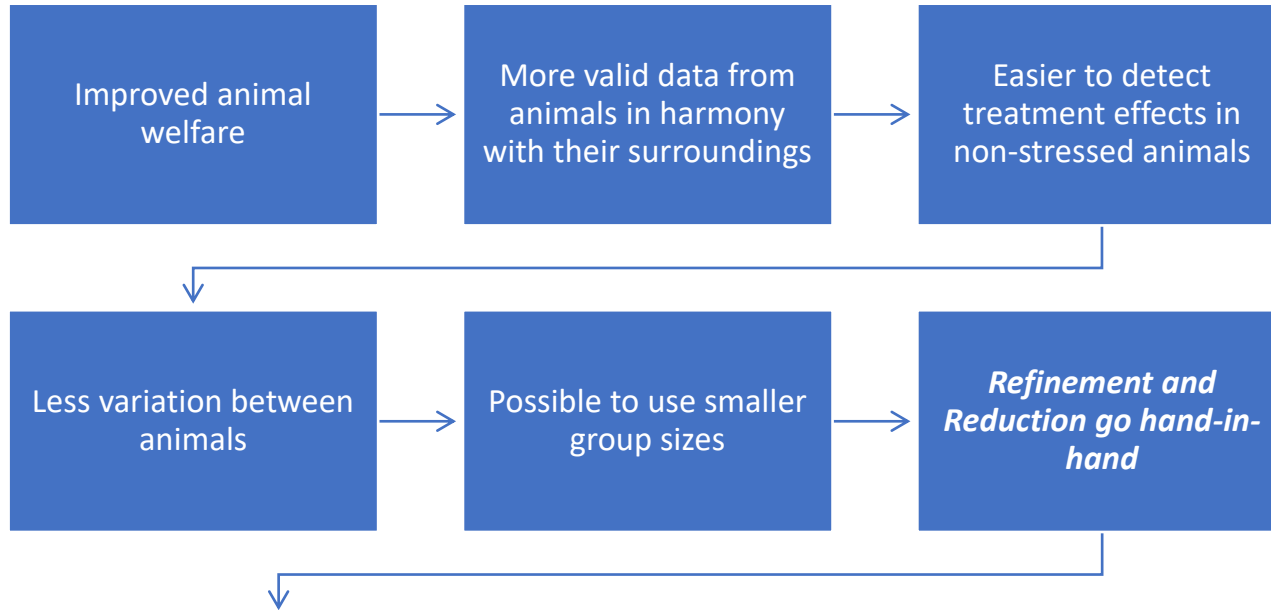 Improved animal
welfare
More valid data from
animals in harmony
with their surroundings
Easier to detect
treatment effects in
non-stressed animals
Less variation between
animals
Possible to use smaller
group sizes
Refinement and
Reduction go hand-in-
hand